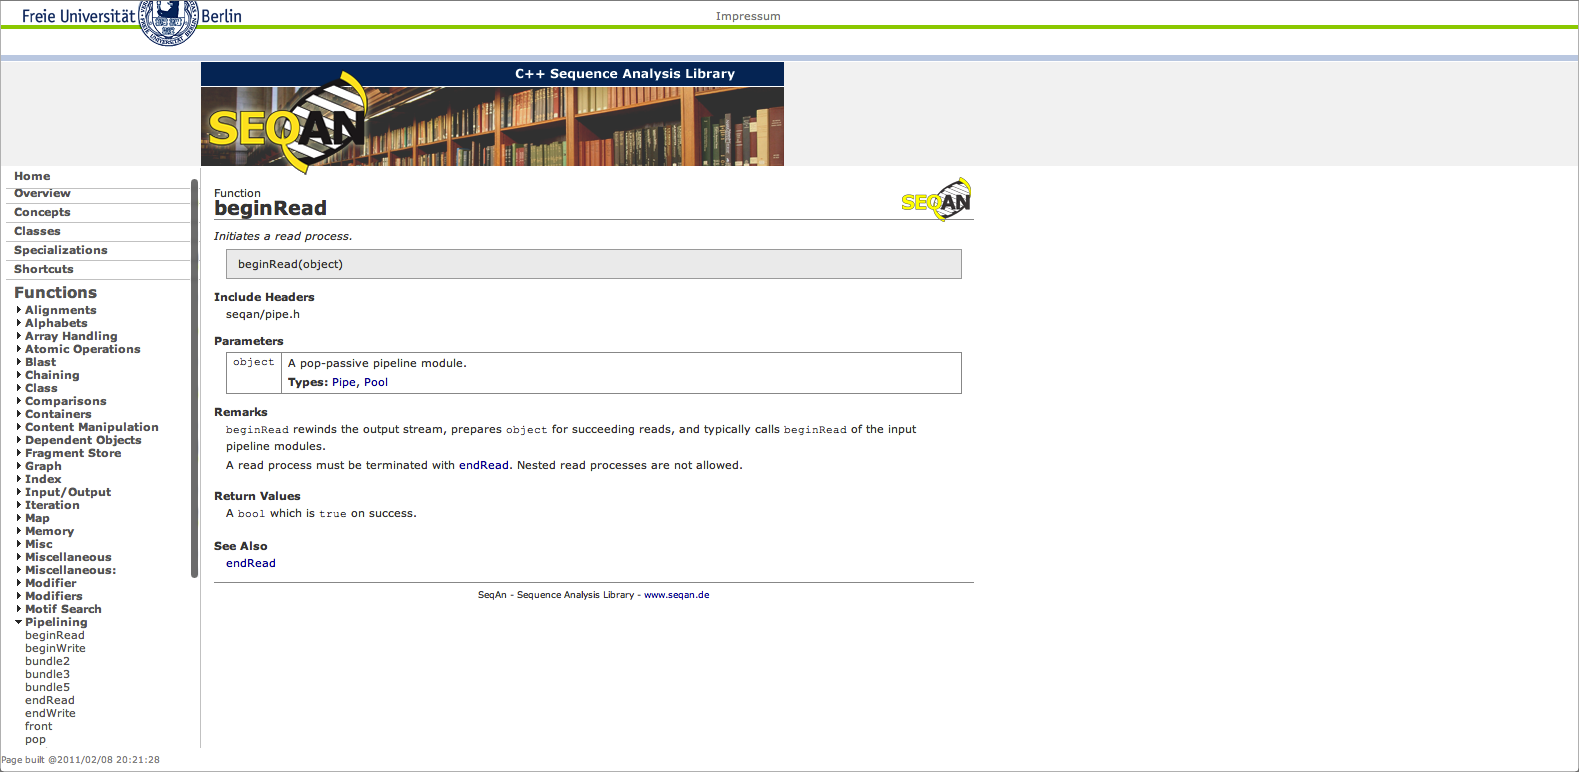 Freie Universität Berlin
Impressum
C++ Sequence Analysis Library
SEQAN
Home
Overview
Concepts
Classes
Specializations
Shortcuts
Functions
Alignments
Alphabets
Array Handling
Atomic Operations
Blast
Chaining
Class
Comparisons
Containers
Content Manipulation
Dependent Objects
Fragment Store
Graph
Index
Input/Output
Iteration
Map
Memory
Misc
Miscellaneous
Miscellaneous:
Modifier
Modifiers
Motif Search
Pipelining
beginRead
beginWrite
bundle2
bundle3
bundle5
endRead
endWrite
front
pop
Page built @2011/02/08 20:21:28
Function
beginRead
SEQAN
Initiates a read process.
beginRead(object)
Include Headers
seqan/pipe.h
Parameters
object A pop-passive pipeline module.
Types: Pipe, Pool
Remarks
beginRead rewinds the output stream, prepares object for succeeding reads, and typically calls beginRead of the input
pipeline modules.
A read process must be terminated with endRead. Nested read processes are not allowed.
Return Values
A bool which is true on success.
See Also
endRead
SeqAn - Sequence Analysis Library - www.seqan.de